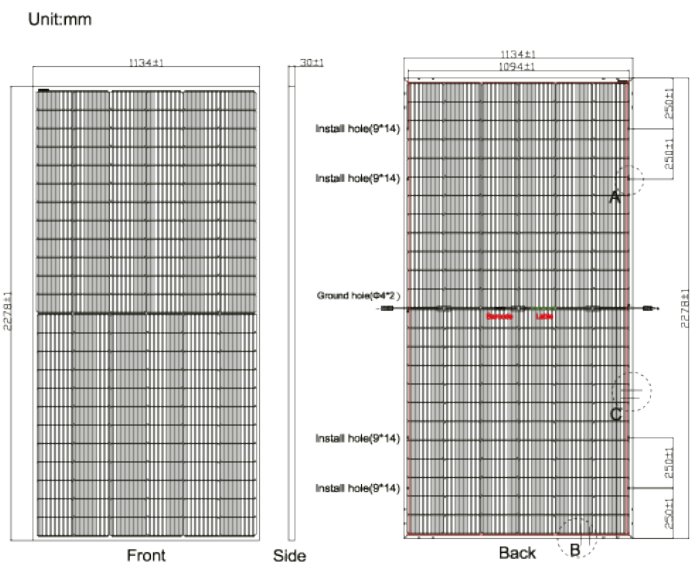 Unit:mm
1134±1
30±1
1134±1
1094±1
250±1
Install hole(9*14)
250±1
Install hole(9*14)
A
2278±1
Ground hole(Φ4*2)
2278±1
Barcode
Lable
C
Install hole(9*14)
250±1
Install hole(9*14)
250±1
Front
Side
Back
B